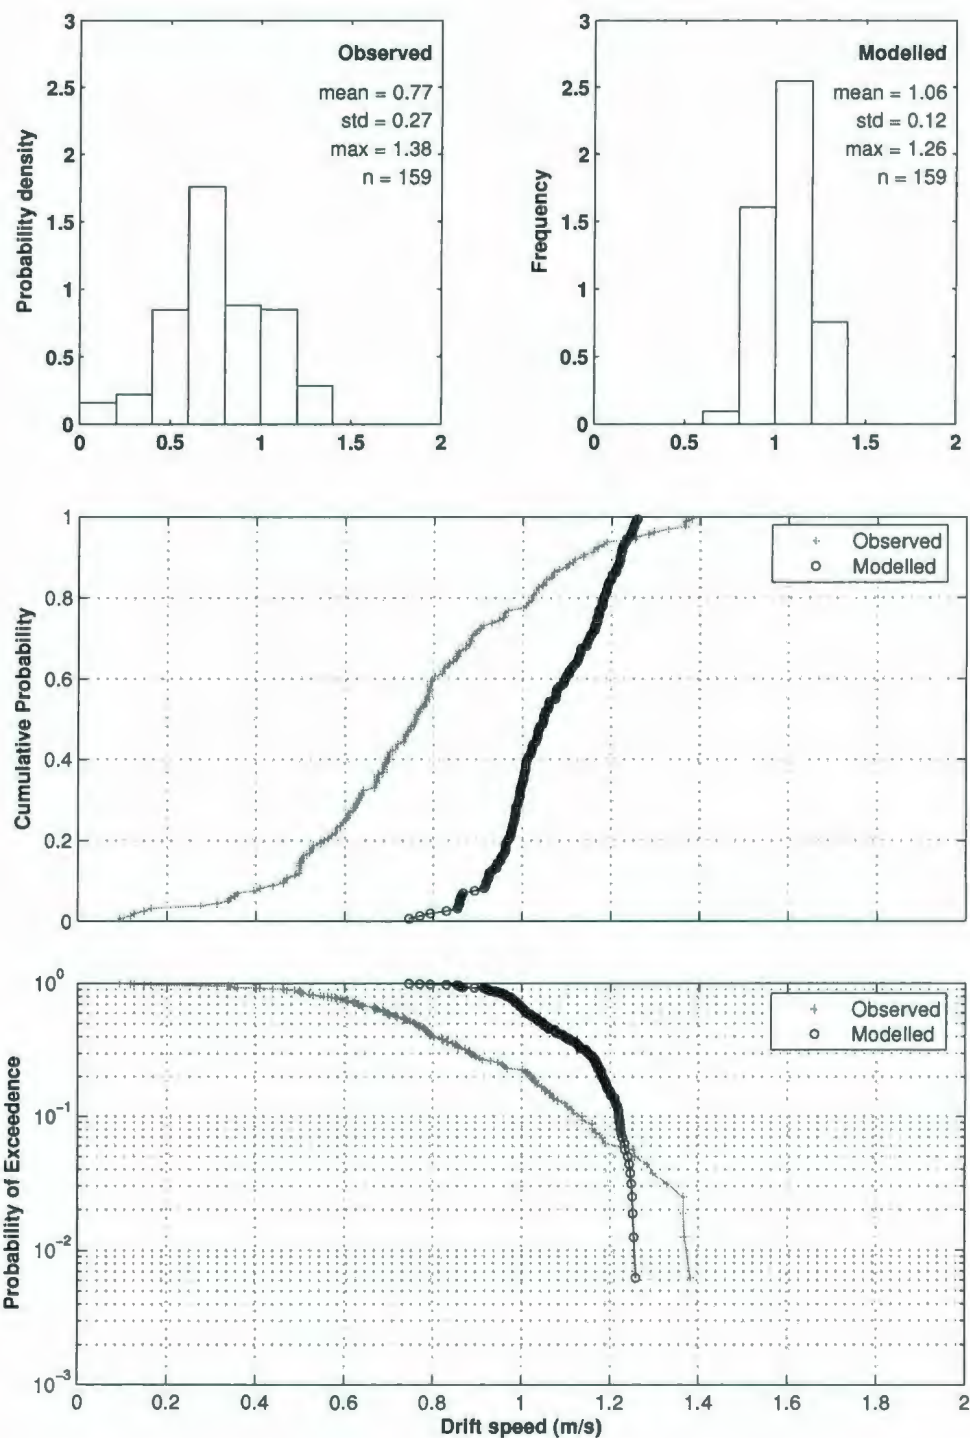 3
2.5
2
1.5
1
0.5
0
Probability density
Observed
mean = 0.77
std = 0.27
max = 1.38
n = 159
0
0.5
1
1.5
2
3
2.5
2
1.5
1
0.5
0
Frequency
Modelled
mean = 1.06
std = 0.12
max = 1.26
n = 159
0
0.5
1
1.5
2
1
0.8
0.6
0.4
0.2
0
Cumulative Probability
Observed
Modelled
10^0
10^-1
10^-2
10^-3
Probability of Exceedence
Observed
Modelled
0
0.2
0.4
0.6
0.8
1
1.2
1.4
1.6
1.8
2
Drift speed (m/s)